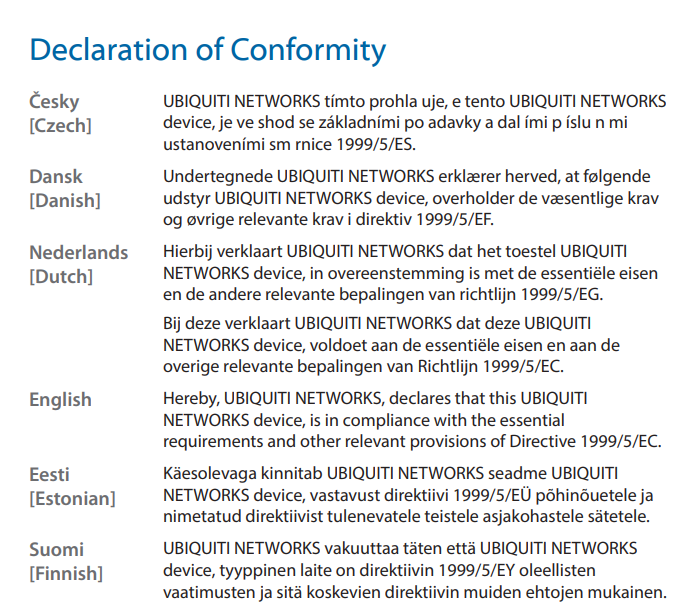 Declaration of Conformity
Česky
[Czech]
UBIQUITI NETWORKS tímto prohla uje, e tento UBIQUITI NETWORKS
device, je ve shod se základními po adavky a dal ími p íslu n mi
ustanoveními sm rnice 1999/5/ES.
Dansk
[Danish]
Undertegnede UBIQUITI NETWORKS erklærer herved, at følgende
udstyr UBIQUITI NETWORKS device, overholder de væsentlige krav
og øvrige relevante krav i direktiv 1999/5/EF.
Nederlands
[Dutch]
Hierbij verklaart UBIQUITI NETWORKS dat het toestel UBIQUITI
NETWORKS device, in overeenstemming is met de essentiële eisen
en de andere relevante bepalingen van richtlijn 1999/5/EG.
Bij deze verklaart UBIQUITI NETWORKS dat deze UBIQUITI
NETWORKS device, voldoet aan de essentiële eisen en aan de
overige relevante bepalingen van Richtlijn 1999/5/EC.
English
Hereby, UBIQUITI NETWORKS, declares that this UBIQUITI
NETWORKS device, is in compliance with the essential
requirements and other relevant provisions of Directive 1999/5/EC.
Eesti
[Estonian]
Käesolevaga kinnitab UBIQUITI NETWORKS seadme UBIQUITI
NETWORKS device, vastavust direktiivi 1999/5/EÜ põhinõuetele ja
nimetatud direktiivist tulenevatele teistele asjakohastele sätetele.
Suomi
[Finnish]
UBIQUITI NETWORKS vakuuttaa täten että UBIQUITI NETWORKS
device, tyyppinen laite on direktiivin 1999/5/EY oleellisten
vaatimusten ja sitä koskevien direktiivin muiden ehtojen mukainen.